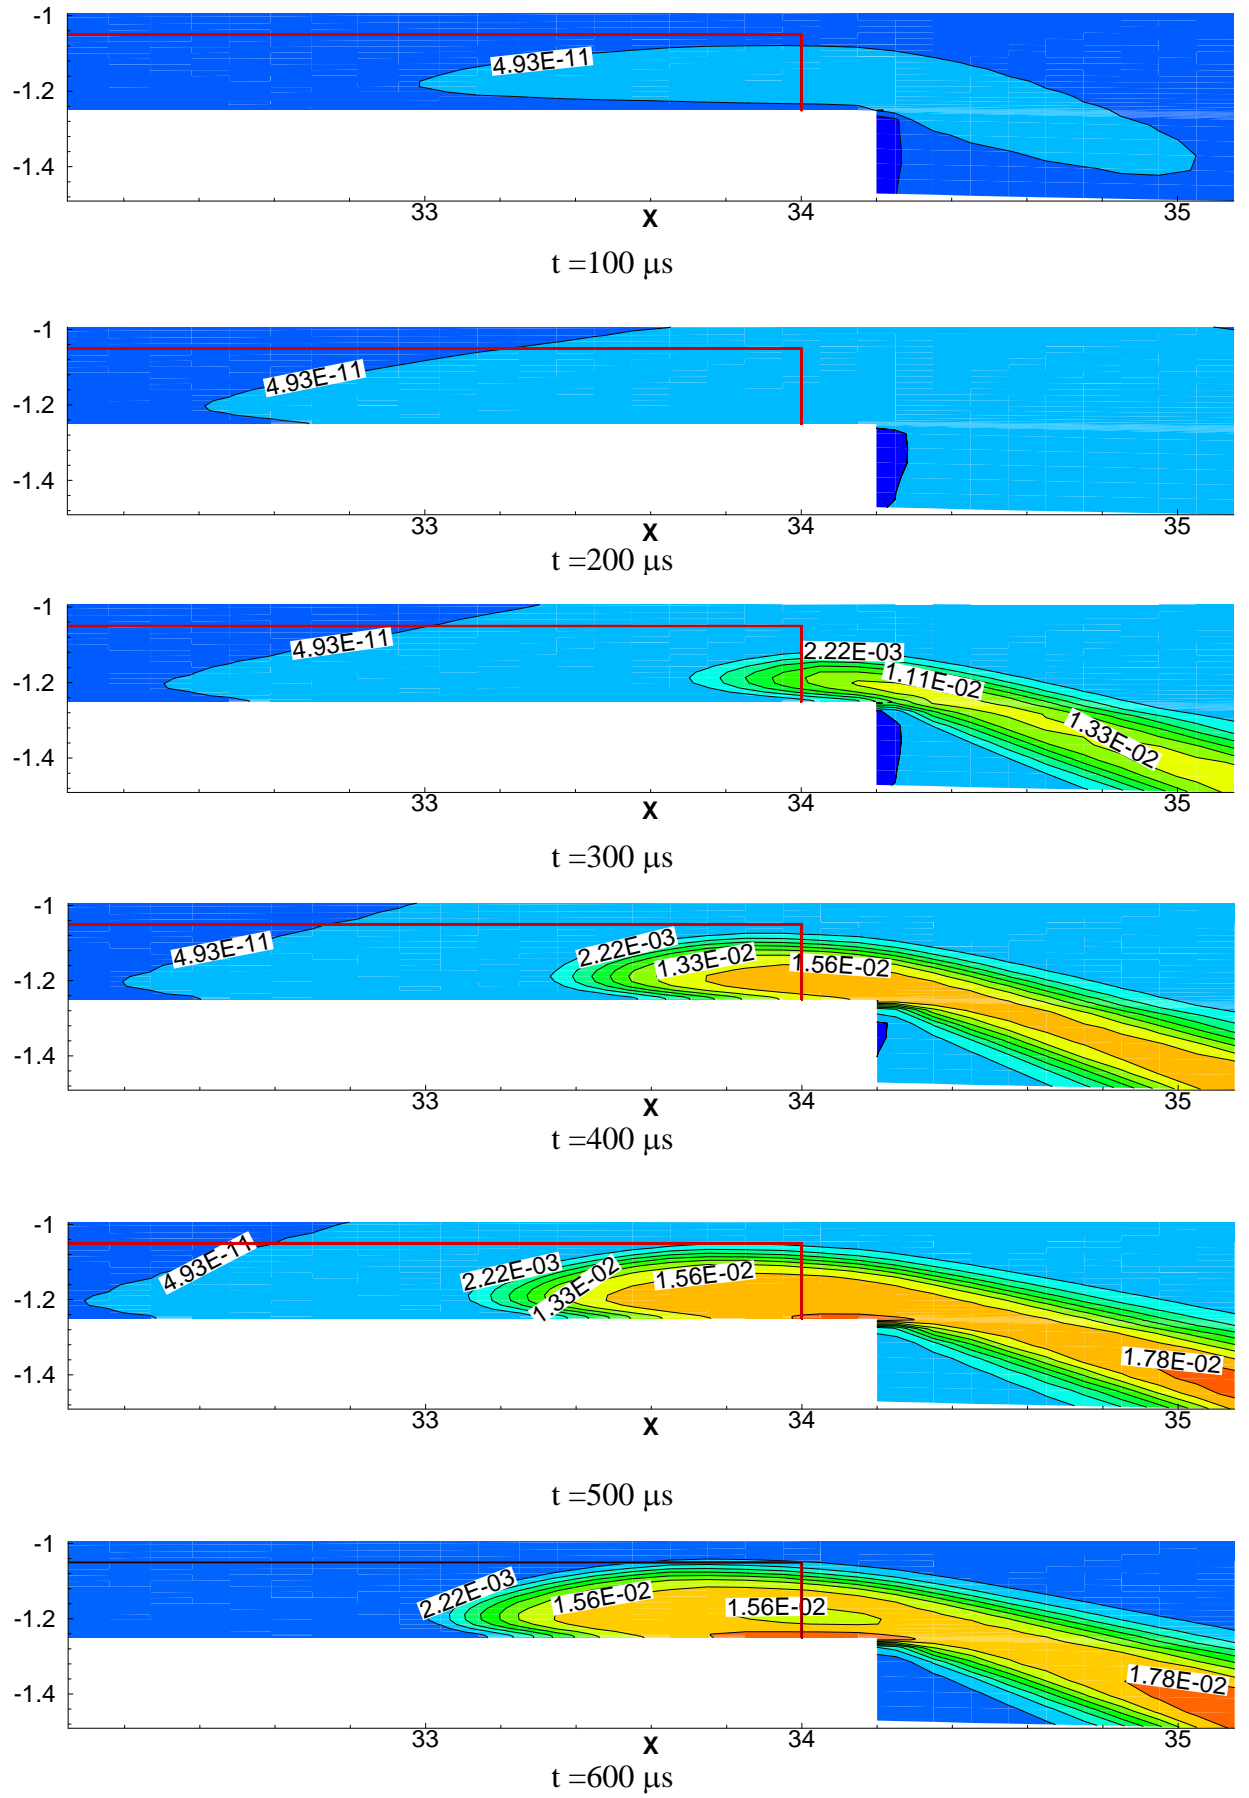 -1
4.93E-11
-1.2
-1.4
33
34
35
X
t =100 μs
-1
4.93E-11
-1.2
-1.4
33
34
35
X
t =200 μs
-1
4.93E-11
2.22E-03
1.11E-02
-1.2
1.33E-02
-1.4
33
34
35
X
t =300 μs
-1
4.93E-11
2.22E-03
1.33E-02
1.56E-02
-1.2
-1.4
33
34
35
X
t =400 μs
-1
4.93E-11
2.22E-03
1.33E-02
1.56E-02
-1.2
1.78E-02
-1.4
33
34
35
X
t =500 μs
-1
2.22E-03
1.56E-02
1.56E-02
-1.2
1.78E-02
-1.4
33
34
35
X
t =600 μs